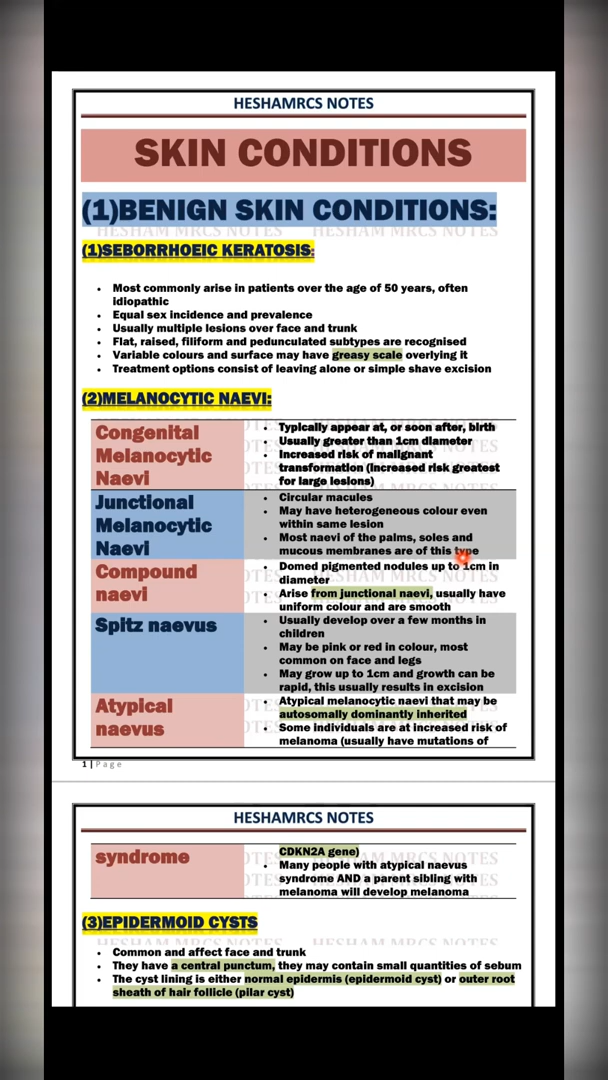 HESHAMRCS NOTES
SKIN CONDITIONS
(1)BENIGN SKIN CONDITIONS:
HESHAM MRCS NOTES HESHAM MRCS NOTES
(1)SEBORRHOEIC KERATOSIS:
• Most commonly arise in patients over the age of 50 years, often
idiopathic
• Equal sex incidence and prevalence
• Usually multiple lesions over face and trunk
• Flat, raised, filiform and pedunculated subtypes are recognised
• Variable colours and surface may have greasy scale overlying it
• Treatment options consist of leaving alone or simple shave excision
(2)MELANOCYTIC NAEVI:
Congenital
Melanocytic
Naevi
• Typically appear at, or soon after, birth
• Usually greater than 1cm diameter
• Increased risk of malignant
transformation (increased risk greatest
for large lesions)
Junctional
Melanocytic
Naevi
• Circular macules
• May have heterogeneous colour even
within same lesion
• Most naevi of the palms, soles and
mucous membranes are of this type
Compound
naevi
• Domed pigmented nodules up to 1cm in
diameter
• Arise from junctional naevi, usually have
uniform colour and are smooth
Spitz naevus
• Usually develop over a few months in
children
• May be pink or red in colour, most
common on face and legs
• May grow up to 1cm and growth can be
rapid, this usually results in excision
Atypical
naevus
• Atypical melanocytic naevi that may be
autosomally dominantly inherited
• Some individuals are at increased risk of
melanoma (usually have mutations of
1 | Page
HESHAMRCS NOTES
syndrome
CDKN2A gene)
• Many people with atypical naevus
syndrome AND a parent sibling with
melanoma will develop melanoma
(3)EPIDERMOID CYSTS
HESHAM MRCS NOTES HESHAM MRCS NOTES
• Common and affect face and trunk
• They have a central punctum, they may contain small quantities of sebum
• The cyst lining is either normal epidermis (epidermoid cyst) or outer root
sheath of hair follicle (pilar cyst)